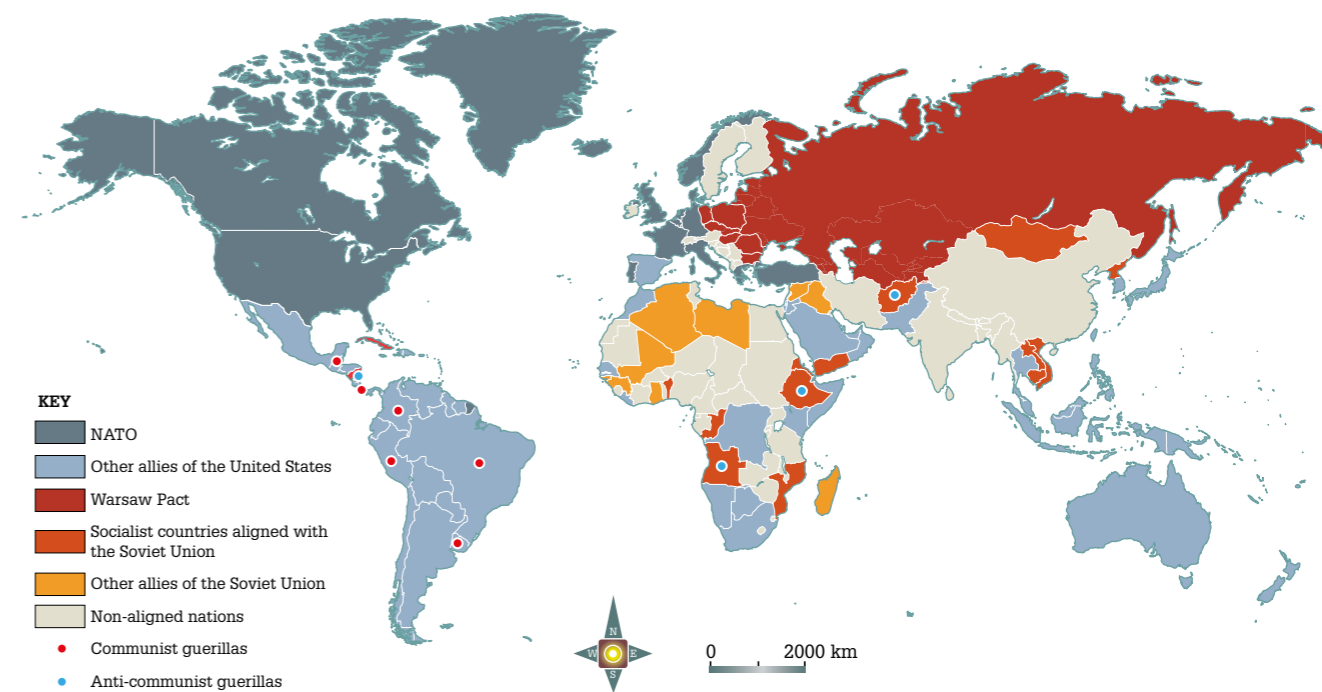 KEY
NATO
Other allies of the United States
Warsaw Pact
Socialist countries aligned with
the Soviet Union
Other allies of the Soviet Union
Non-aligned nations
Communist guerillas
Anti-communist guerillas
N
W E
S
0 2000 km